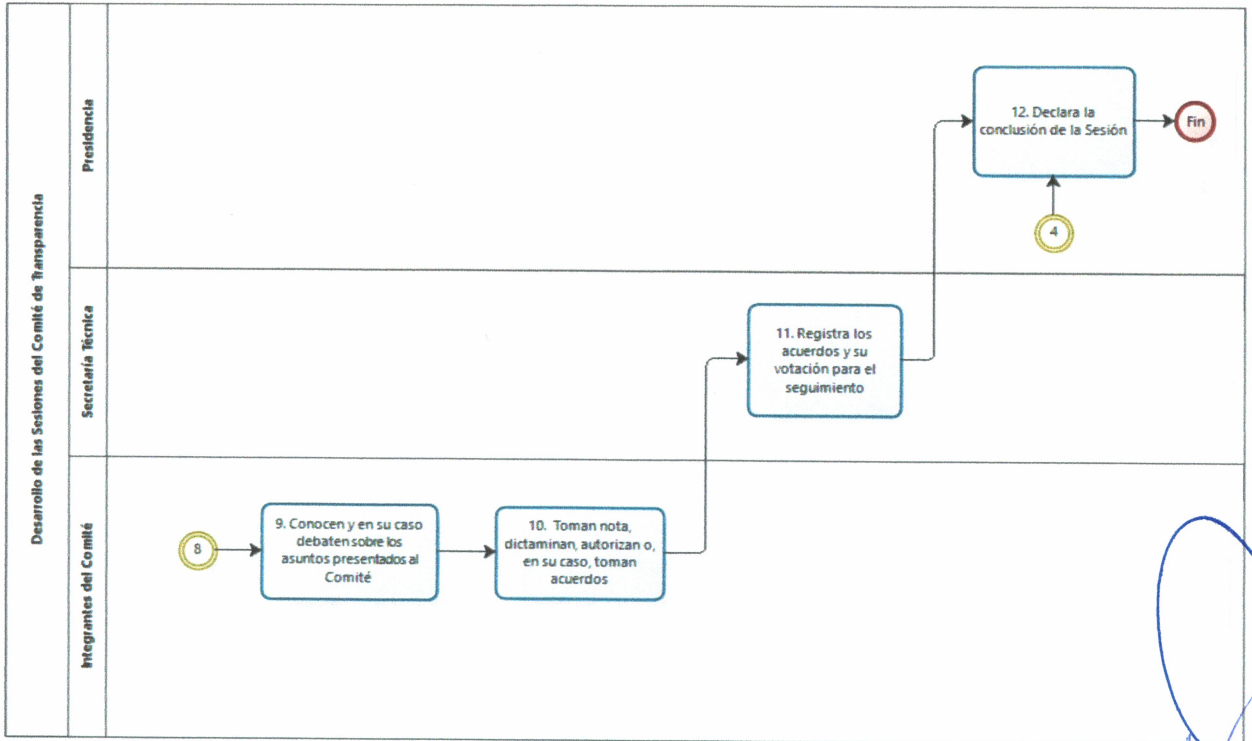 Desarrollo de las Sesiones del Comité de Transparencia
Presidencia
12. Declara la
conclusión de la Sesión
Fin
4
Secretaría Técnica
11. Registra los
acuerdos y su
votación para el
seguimiento
Integrantes del Comité
8
9. Conocen y en su caso
debaten sobre los
asuntos presentados al
Comité
10. Toman nota,
dictaminan, autorizan o,
en su caso, toman
acuerdos